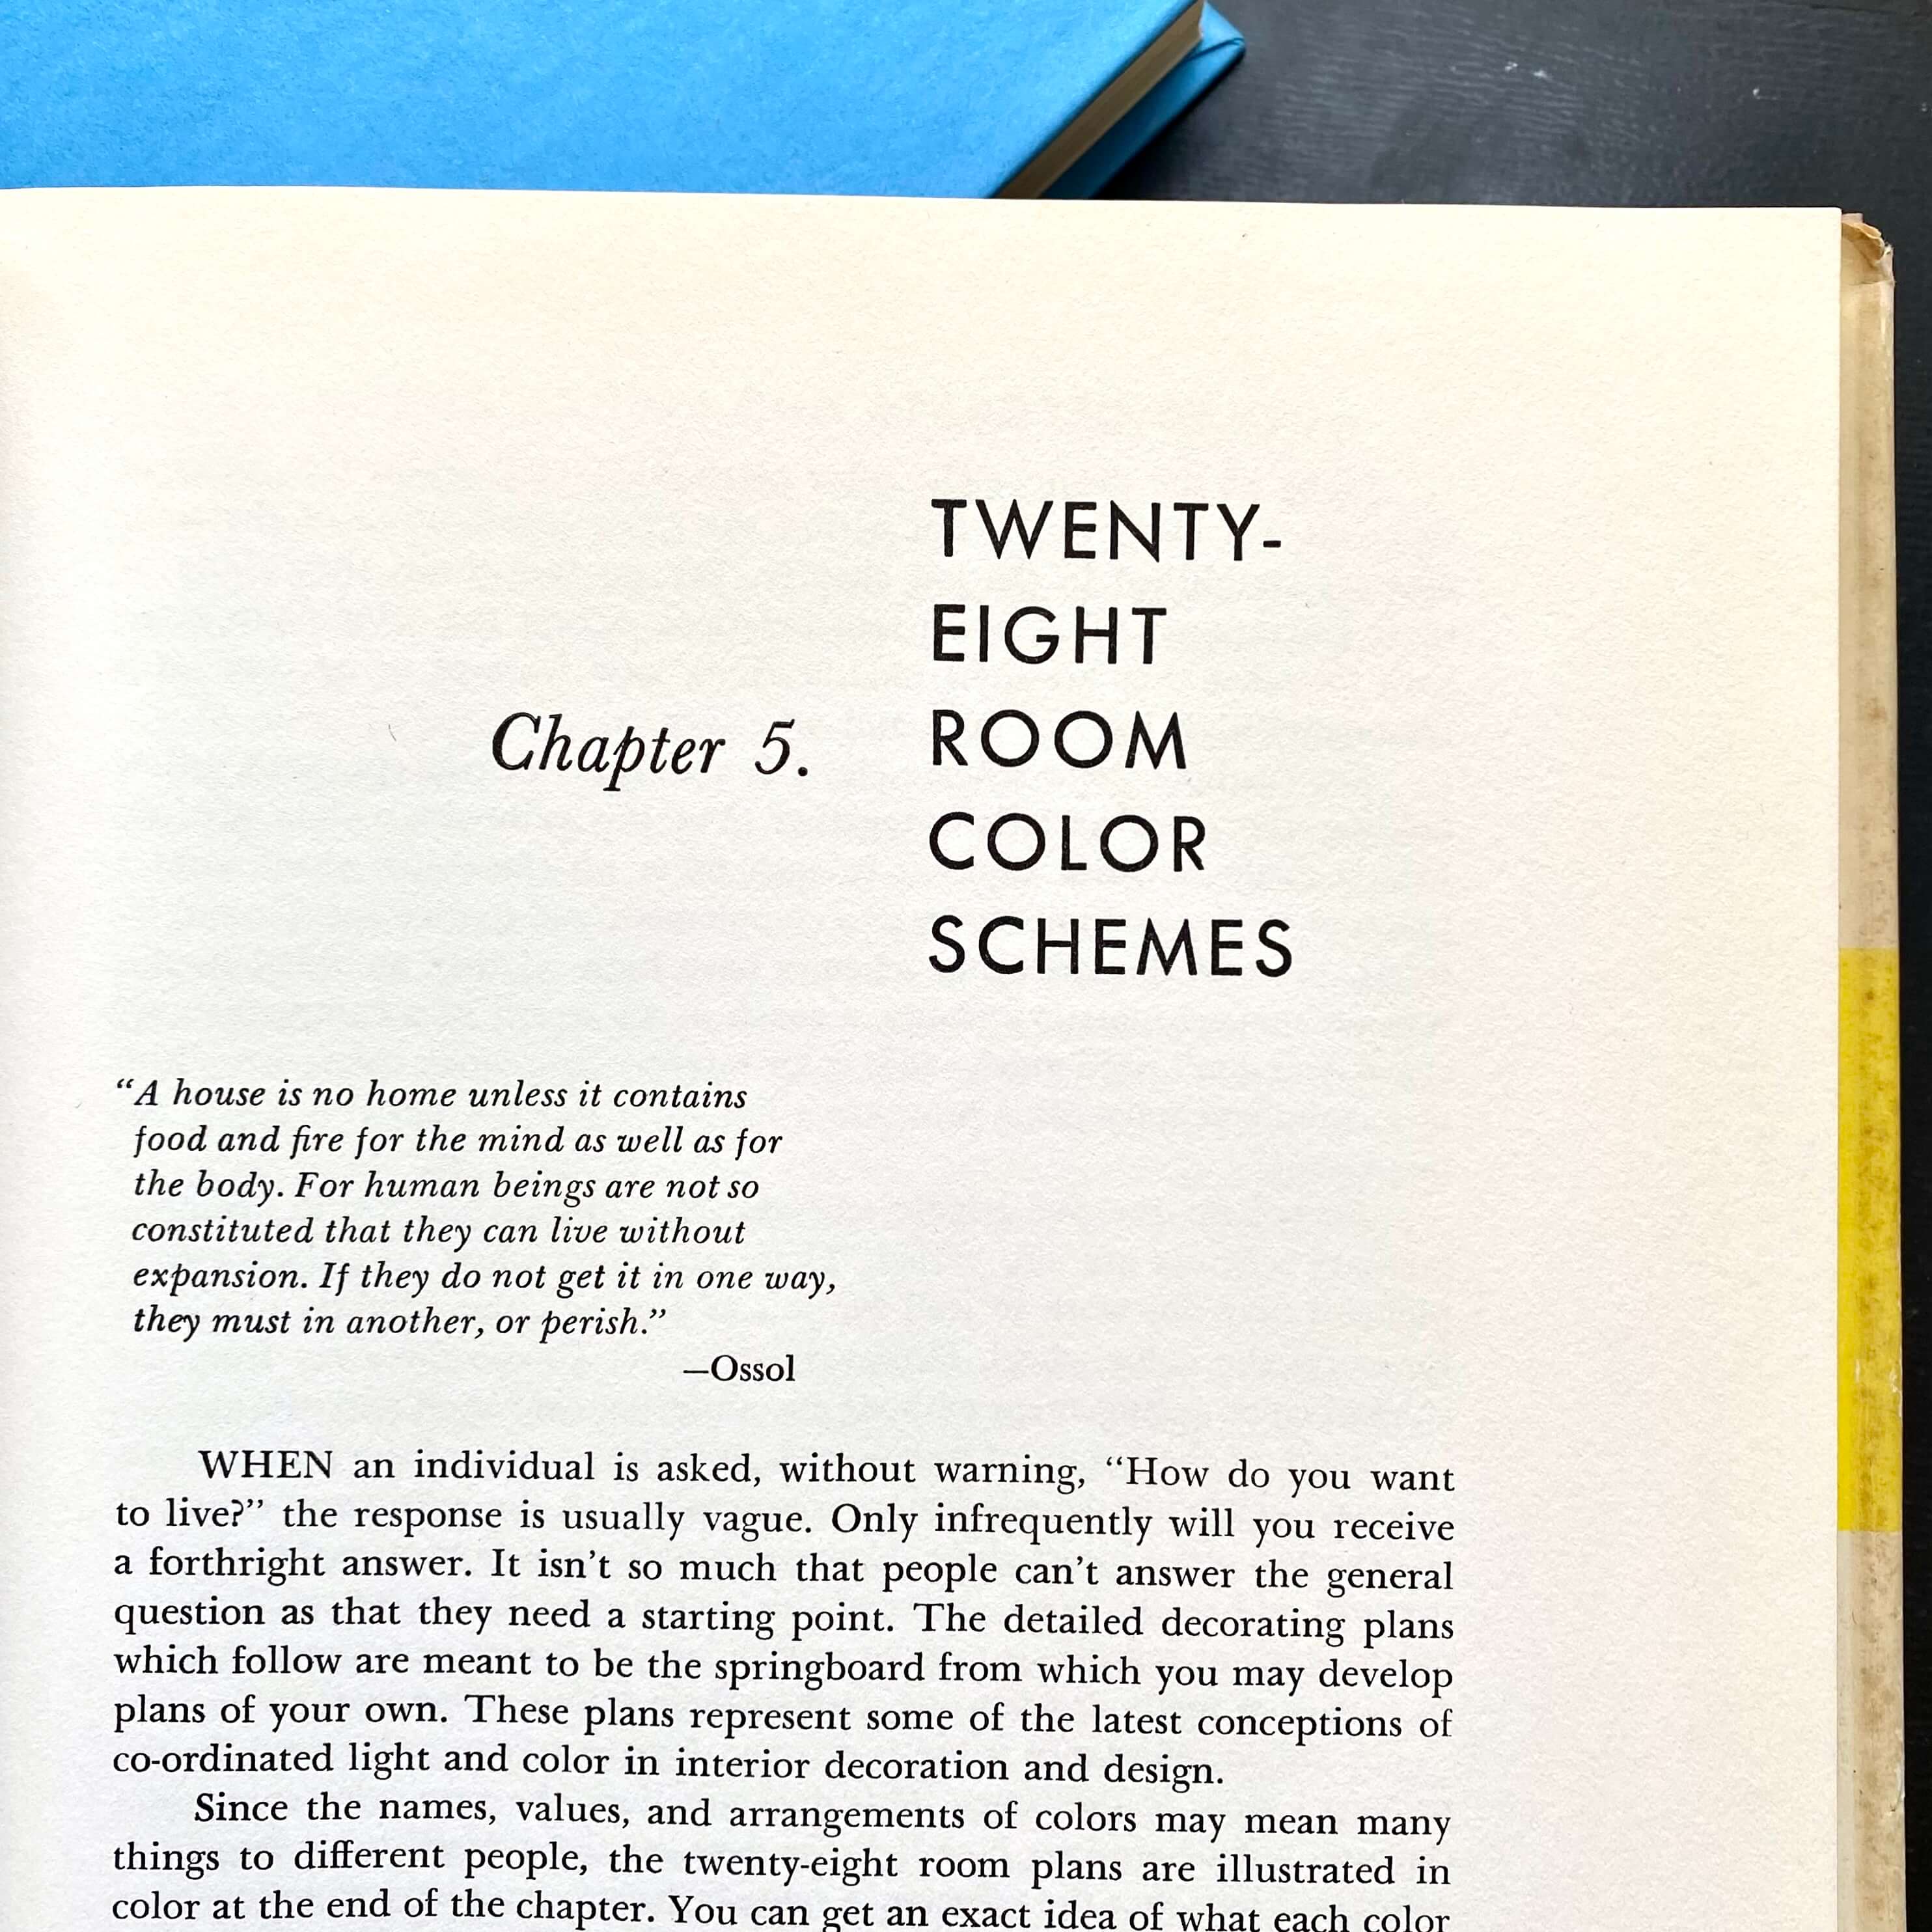 Chapter 5.
TWENTY-
EIGHT
ROOM
COLOR
SCHEMES
“A house is no home unless it contains
food and fire for the mind as well as for
the body. For human beings are not so
constituted that they can live without
expansion. If they do not get it in one way,
they must in another, or perish.”
—Ossol
WHEN an individual is asked, without warning, “How do you want
to live?” the response is usually vague. Only infrequently will you receive
a forthright answer. It isn’t so much that people can’t answer the general
question as that they need a starting point. The detailed decorating plans
which follow are meant to be the springboard from which you may develop
plans of your own. These plans represent some of the latest conceptions of
co-ordinated light and color in interior decoration and design.
Since the names, values, and arrangements of colors may mean many
things to different people, the twenty-eight room plans are illustrated in
color at the end of the chapter. You can get an exact idea of what each color